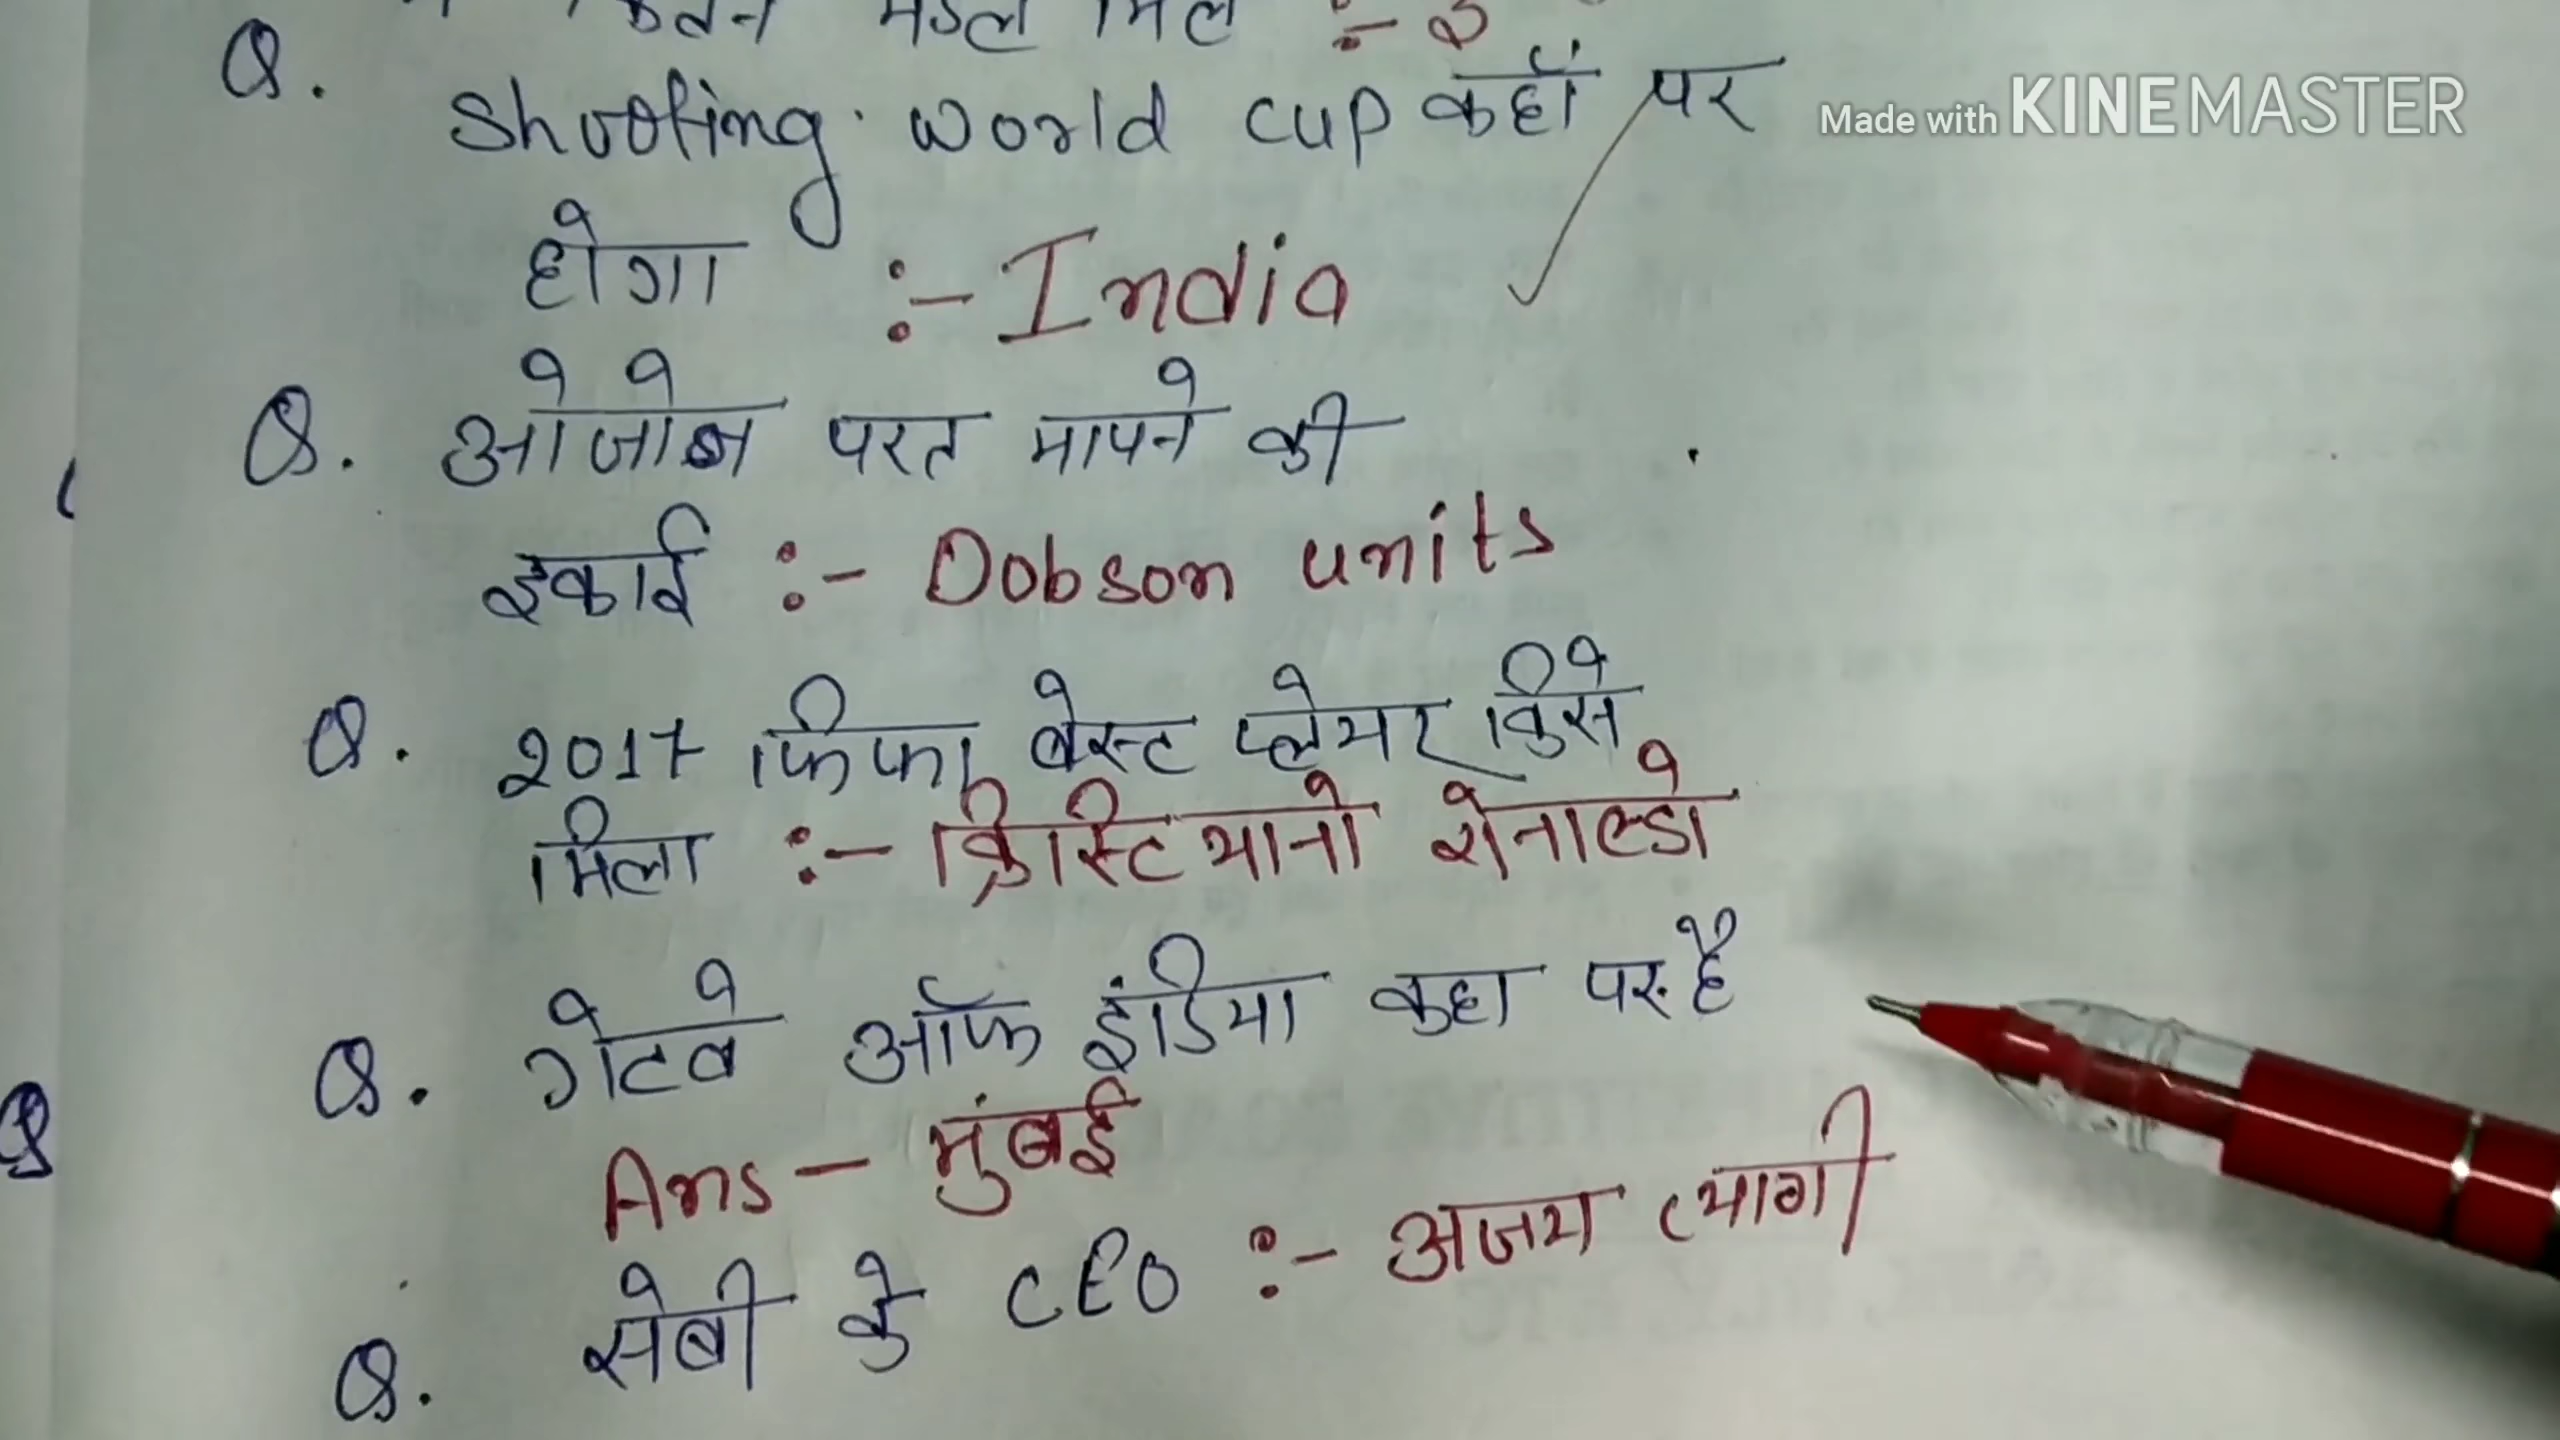 मेडल मिले :-
Q. Shooting World cup कहाँ पर
होगा :- India
Made with KINEMASTER
Q. ओजोन परत मापने की
इकाई :- Dobson units
Q. 2017 फिफा बेस्ट प्लेयर किसे
मिला :- क्रिस्टियानो रोनाल्डो
Q. गेटवे ऑफ इंडिया कहा पर है
Ans - मुंबई
Q. सेबी के CEO :- अजय त्यागी
Q